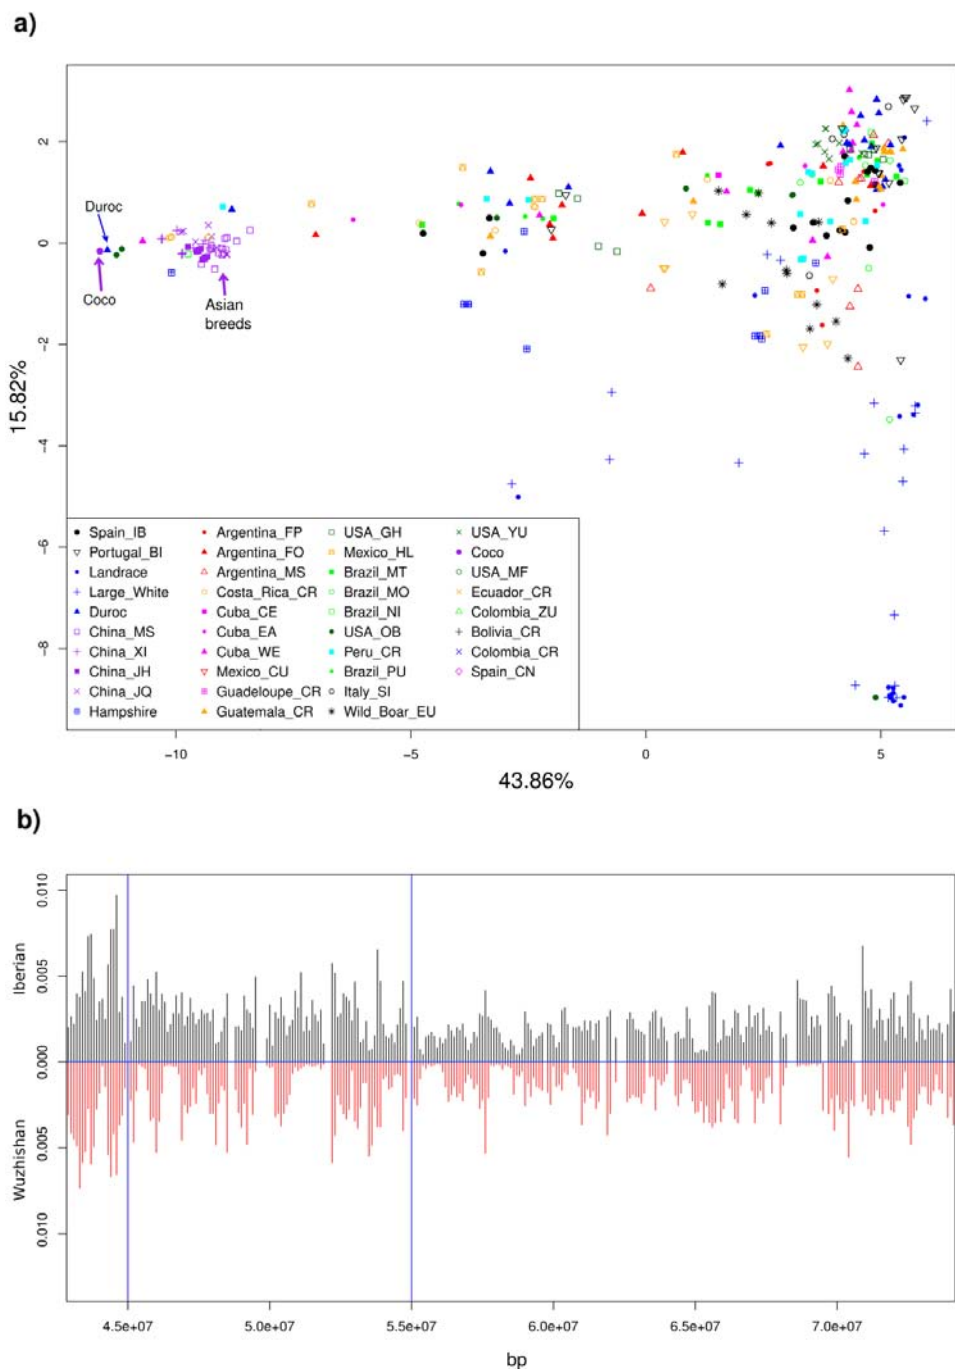 a)
2
0
−2
−4
−6
−8
15.82%
Duroc
Coco
Asian
breeds
Spain_IB Argentina_FP USA_GH USA_YU
Portugal_BI Argentina_FO Mexico_HL Coco
Landrace Argentina_MS Brazil_MT USA_MF
Large_White Costa_Rica_CR Brazil_MO Ecuador_CR
Duroc Cuba_CE Brazil_NI Colombia_ZU
China_MS Cuba_EA USA_OB Bolivia_CR
China_XI Cuba_WE Peru_CR Colombia_CR
China_JH Mexico_CU Brazil_PU Spain_CN
China_JQ Guadeloupe_CR Italy_SI
Hampshire Guatemala_CR Wild_Boar_EU
−10 −5 0 5
43.86%
b)
0.010
0.005
0.000
0.005
0.010
Iberian
Wuzhishan
4.5e+07 5.0e+07 5.5e+07 6.0e+07 6.5e+07 7.0e+07
bp